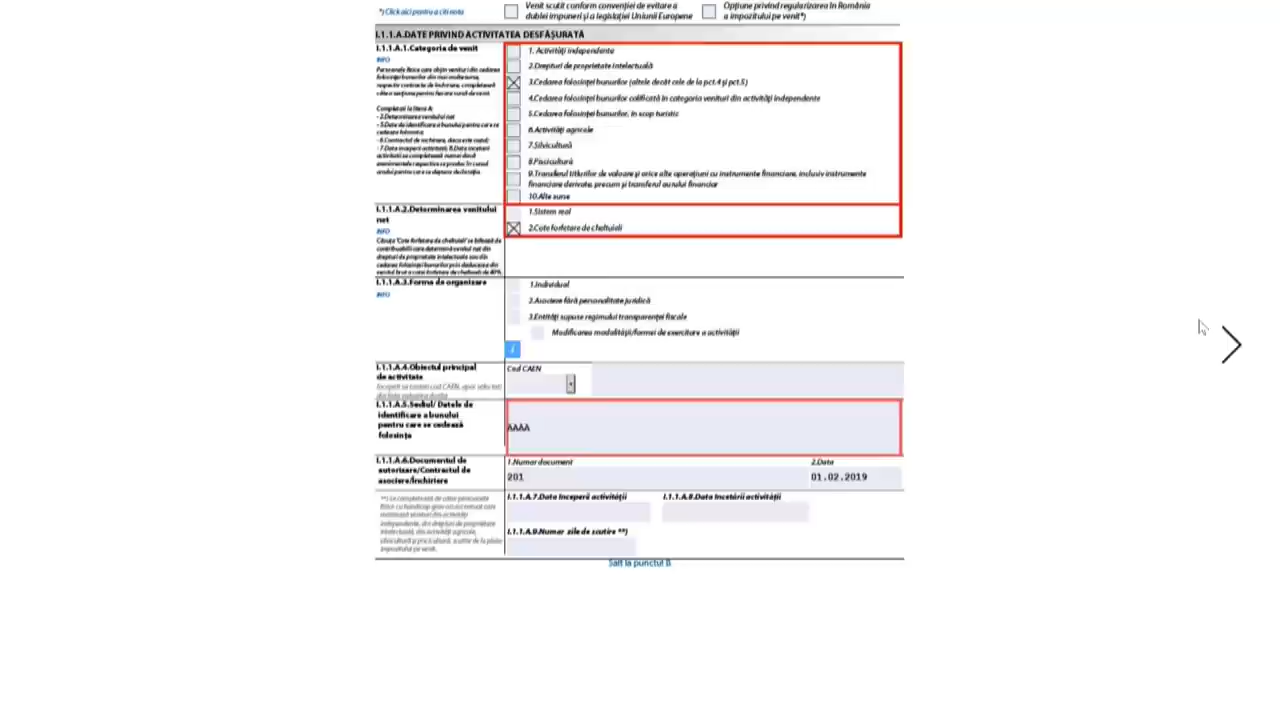 *) Click aici pentru a citi nota
Venit scutit conform convenției de evitare a
dublei impuneri și a legislației Uniunii Europene
Opțiune privind regularizarea în România
a impozitului pe venit*)
I.1.1.A.DATE PRIVIND ACTIVITATEA DESFĂȘURATĂ
I.1.1.A.1.Categoria de venit
INFO
Completați la litera A:
1. Activități independente
2.Drepturi de proprietate intelectuală
3.Cedarea folosinței bunurilor (altele decât cele de la pct.4 și pct.5)
4.Cedarea folosinței bunurilor calificată în categoria venituri din activități independente
5.Cedarea folosinței bunurilor, în scop turistic
6.Activități agricole
7.Silvicultură
8.Piscicultură
9.Transferul titlurilor de valoare și orice alte operațiuni cu instrumente financiare, inclusiv instrumente
financiare derivate, precum și transferul aurului financiar
10.Alte surse
I.1.1.A.2.Determinarea venitului
net
INFO
1.Sistem real
2.Cote forfetare de cheltuieli
I.1.1.A.3.Forma de organizare
INFO
1.Individual
2.Asociere fără personalitate juridică
3.Entități supuse regimului transparenței fiscale
Modificarea modalității/formei de exercitare a activității
i
I.1.1.A.4.Obiectul principal
de activitate
Cod CAEN
I.1.1.A.5.Sediul/ Datele de
identificare a bunului
pentru care se cedează
folosința
AAAA
I.1.1.A.6.Documentul de
autorizare/Contractul de
asociere/Închiriere
1.Numar document
2.Data
201
01.02.2019
I.1.1.A.7.Data începerii activității
I.1.1.A.8.Data încetării activității
I.1.1.A.9.Numar zile de scutire **)
Salt la punctul B